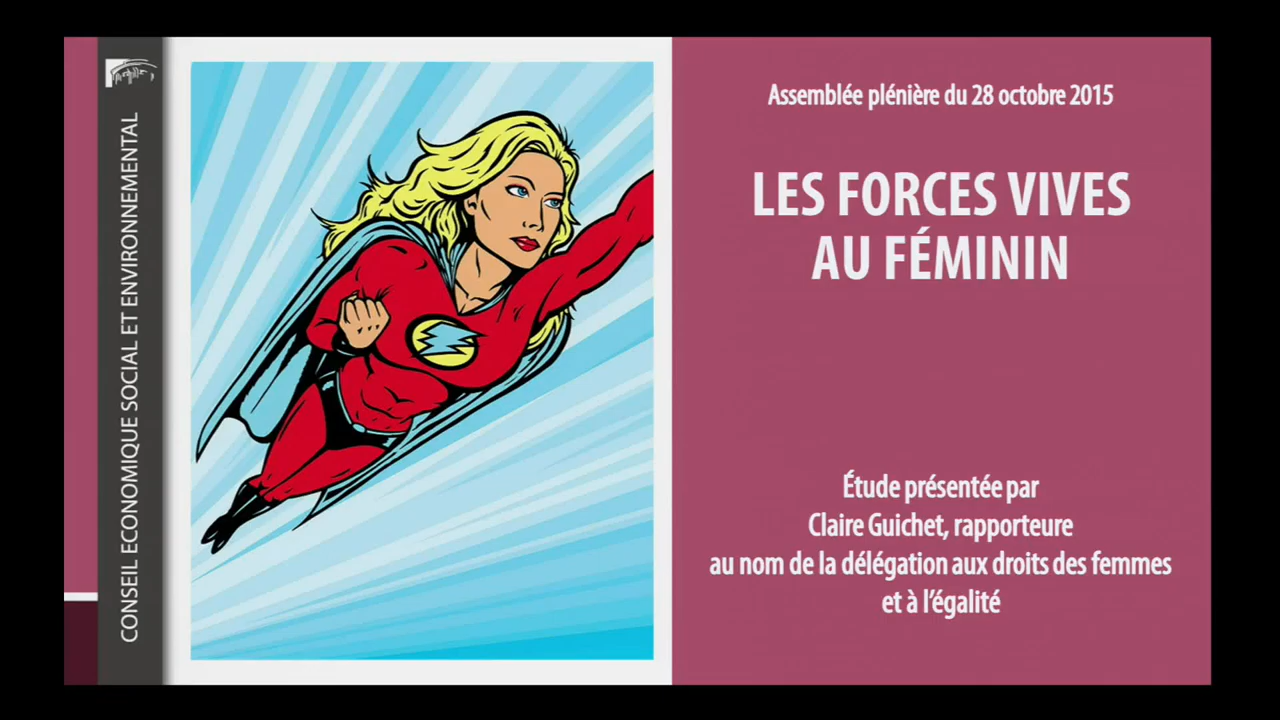 CONSEIL ECONOMIQUE SOCIAL ET ENVIRONNEMENTAL
Assemblée plénière du 28 octobre 2015
LES FORCES VIVES
AU FÉMININ
Étude présentée par
Claire Guichet, rapporteure
au nom de la délégation aux droits des femmes
et à l’égalité